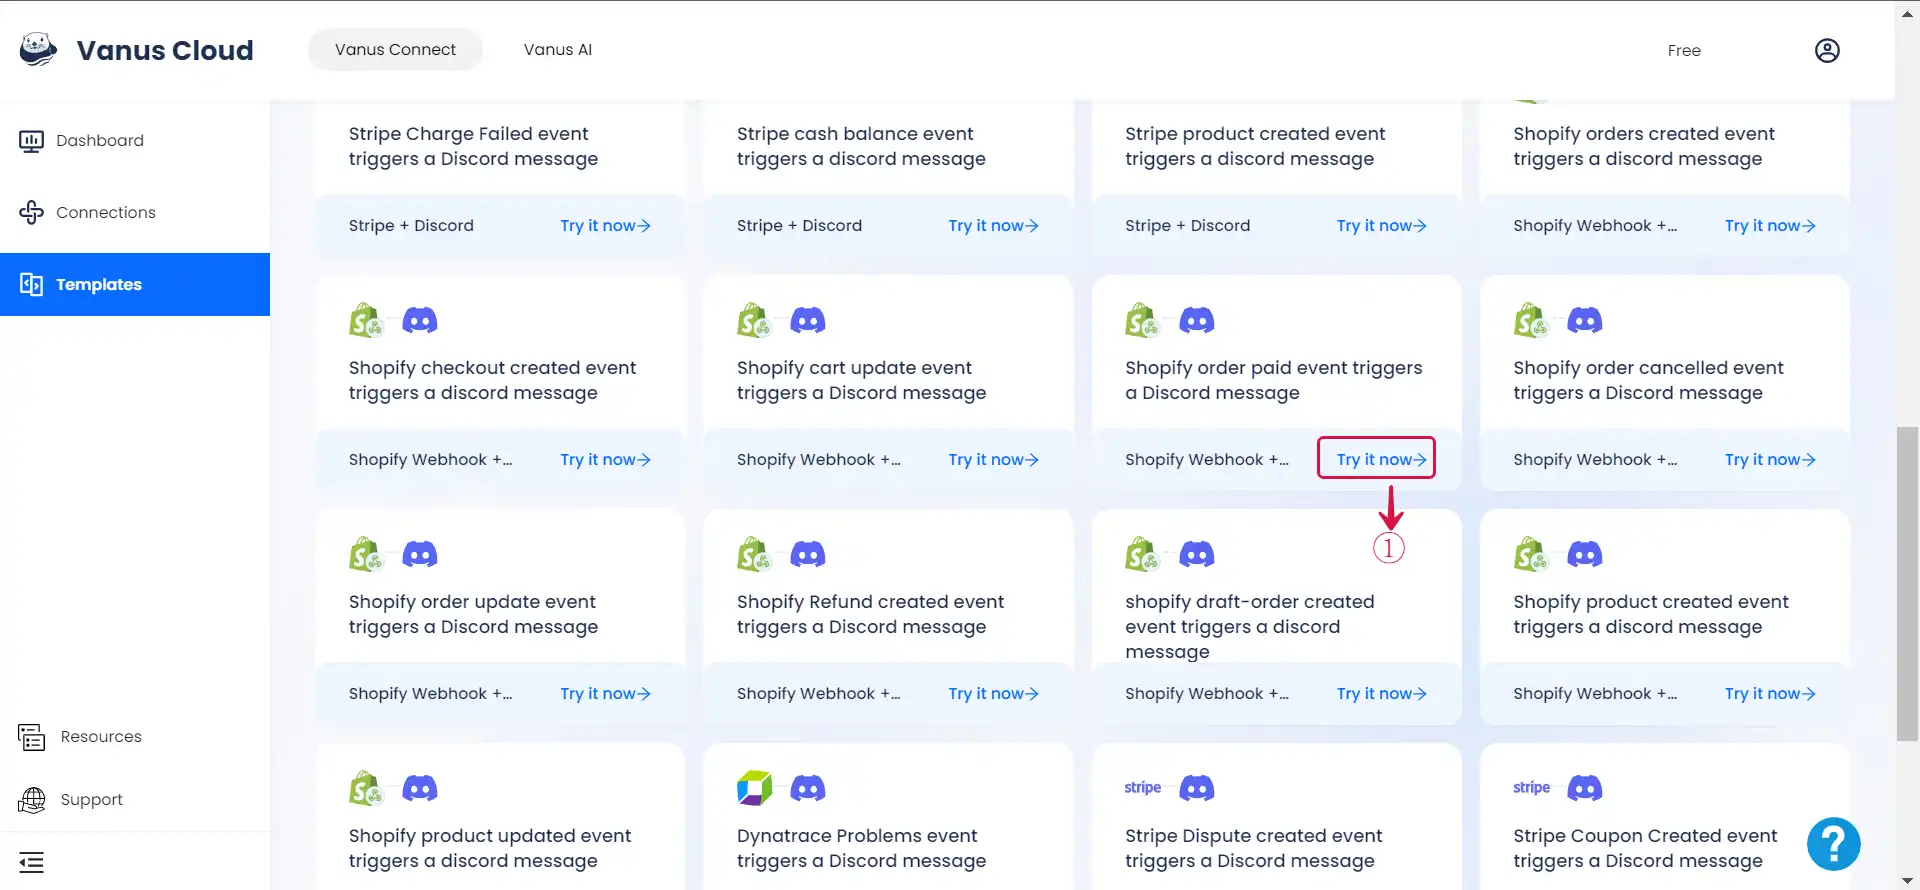 Vanus Cloud
Vanus Connect
Vanus AI
Free
Dashboard
Connections
Templates
Resources
Support
Stripe Charge Failed event
triggers a Discord message
Stripe + Discord
Try it now→
Stripe cash balance event
triggers a discord message
Stripe + Discord
Try it now→
Stripe product created event
triggers a discord message
Stripe + Discord
Try it now→
Shopify orders created event
triggers a discord message
Shopify Webhook +...
Try it now→
Shopify checkout created event
triggers a discord message
Shopify Webhook +...
Try it now→
Shopify cart update event
triggers a Discord message
Shopify Webhook +...
Try it now→
Shopify order paid event triggers
a Discord message
Shopify Webhook +...
Try it now→
①
Shopify order cancelled event
triggers a Discord message
Shopify Webhook +...
Try it now→
Shopify order update event
triggers a Discord message
Shopify Webhook +...
Try it now→
Shopify Refund created event
triggers a Discord message
Shopify Webhook +...
Try it now→
shopify draft-order created
event triggers a discord
message
Shopify Webhook +...
Try it now→
Shopify product created event
triggers a discord message
Shopify Webhook +...
Try it now→
Shopify product updated event
triggers a discord message
Dynatrace Problems event
triggers a Discord message
stripe
Stripe Dispute created event
triggers a Discord message
stripe
Stripe Coupon Created event
triggers a Discord message
?